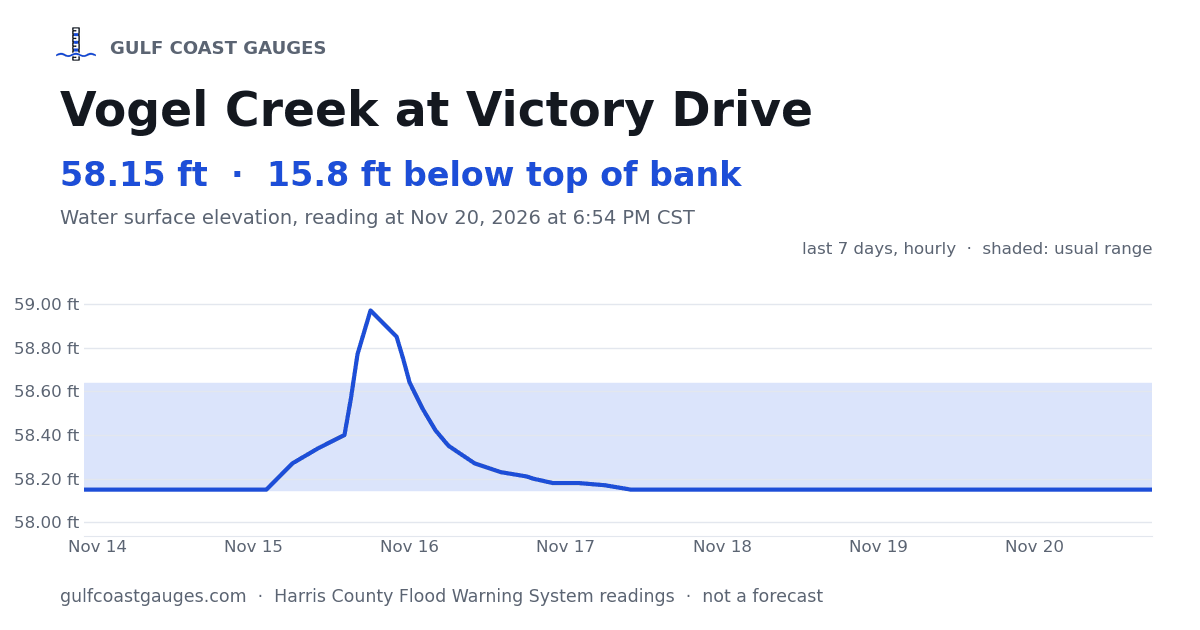 GULF COAST GAUGES
Vogel Creek at Victory Drive
58.15 ft · 15.8 ft below top of bank
Water surface elevation, reading at Nov 20, 2026 at 6:54 PM CST
last 7 days, hourly · shaded: usual range
59.00 ft
58.80 ft
58.60 ft
58.40 ft
58.20 ft
58.00 ft
Nov 14 Nov 15 Nov 16 Nov 17 Nov 18 Nov 19 Nov 20
gulfcoastgauges.com · Harris County Flood Warning System readings · not a forecast